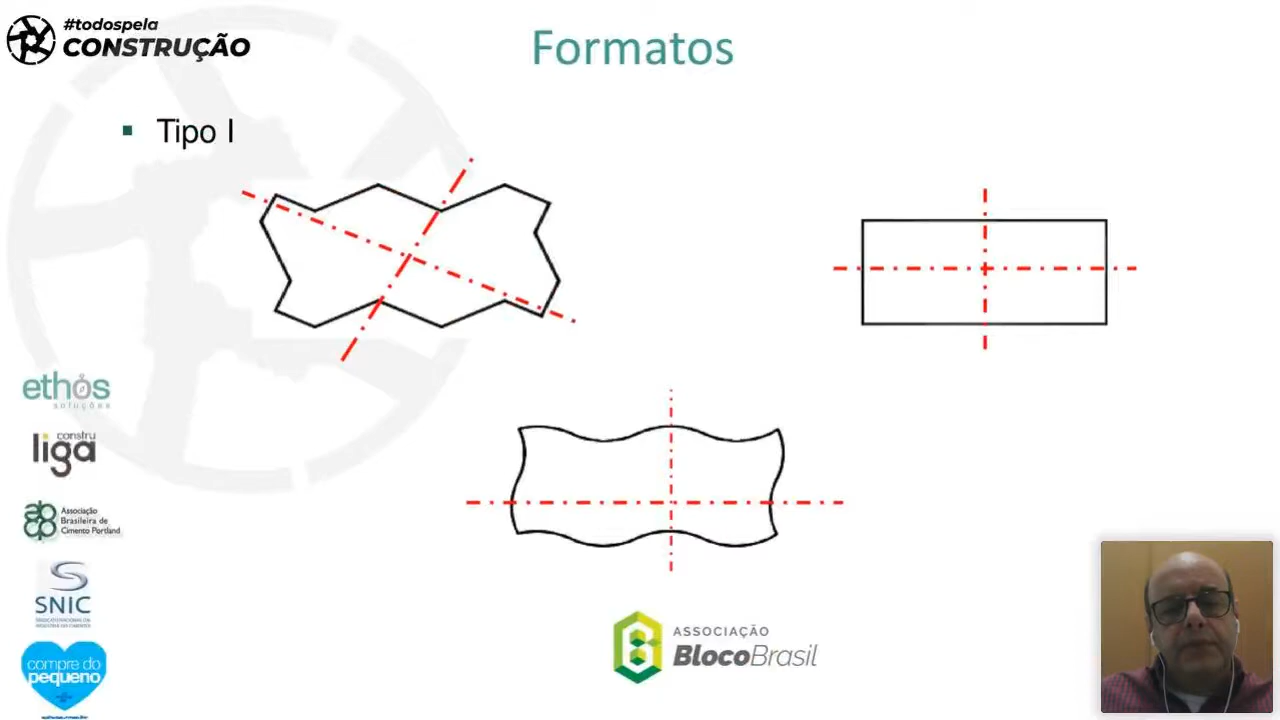 #todospela
CONSTRUÇÃO
Formatos
Tipo I
ethos
soluções
constru
liga
abcp
Associação
Brasileira de
Cimento Portland
SNIC
compre do
pequeno
ASSOCIAÇÃO
BlocoBrasil